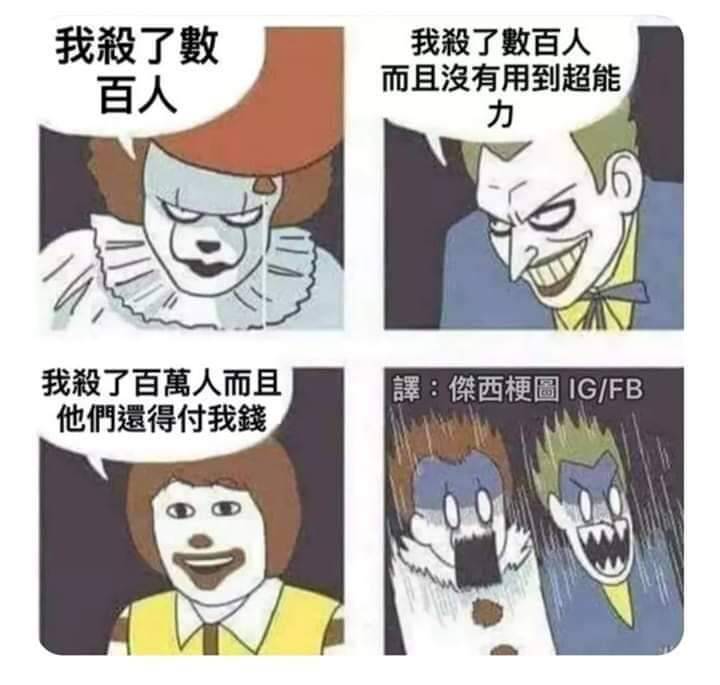 我殺了數
百人
我殺了數百人
而且沒有用到超能
力
我殺了百萬人而且
他們還得付我錢
譯：傑西梗圖 IG/FB